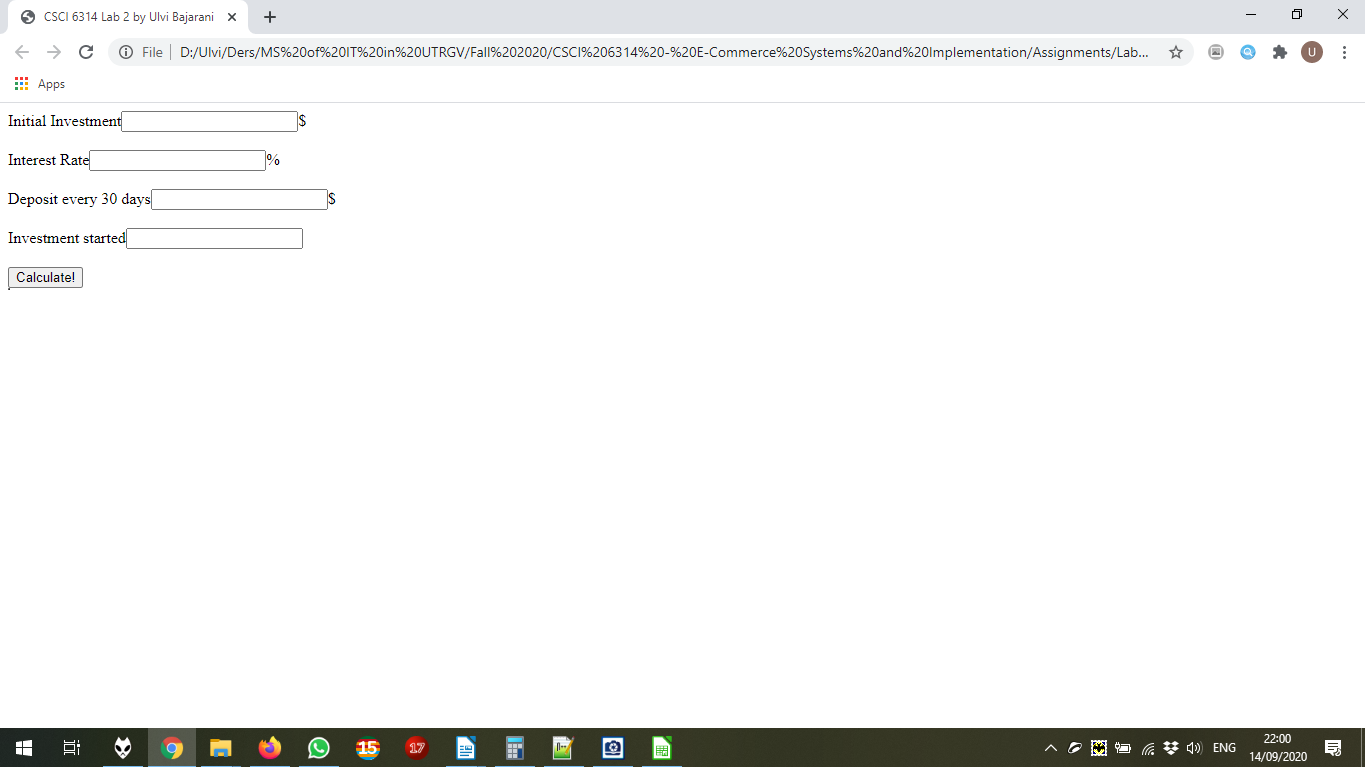 CSCI 6314 Lab 2 by Ulvi Bajarani
File
D:/Ulvi/Ders/MS%20of%20IT%20in%20UTRGV/Fall%202020/CSCI%206314%20-%20E-Commerce%20Systems%20and%20Implementation/Assignments/Lab...
U
Apps
Initial Investment $
Interest Rate %
Deposit every 30 days $
Investment started
Calculate!
15
17
ENG
22:00
14/09/2020